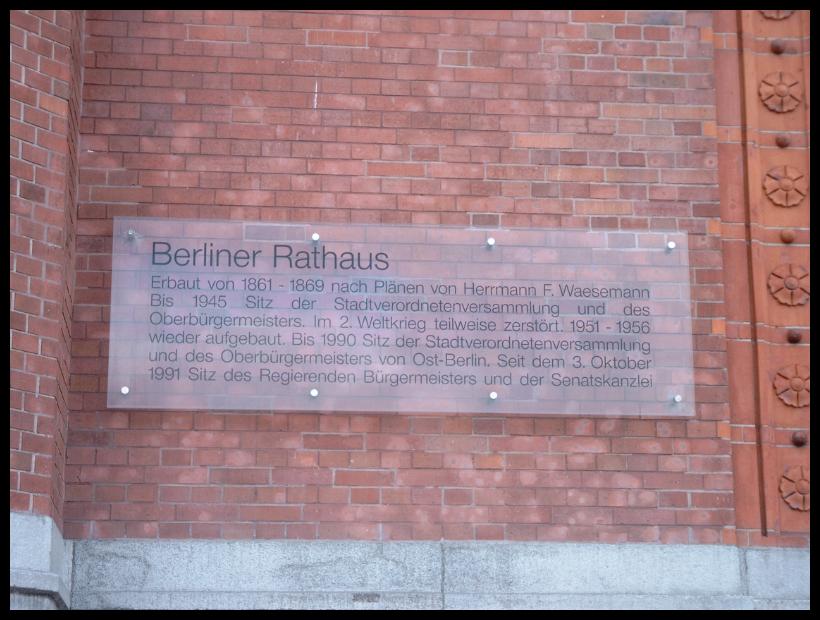 Berliner Rathaus
Erbaut von 1861 - 1869 nach Plänen von Herrmann F. Waesemann
Bis 1945 Sitz der Stadtverordnetenversammlung und des
Oberbürgermeisters. Im 2. Weltkrieg teilweise zerstört. 1951 - 1956
wieder aufgebaut. Bis 1990 Sitz der Stadtverordnetenversammlung
und des Oberbürgermeisters von Ost-Berlin. Seit dem 3. Oktober
1991 Sitz des Regierenden Bürgermeisters und der Senatskanzlei